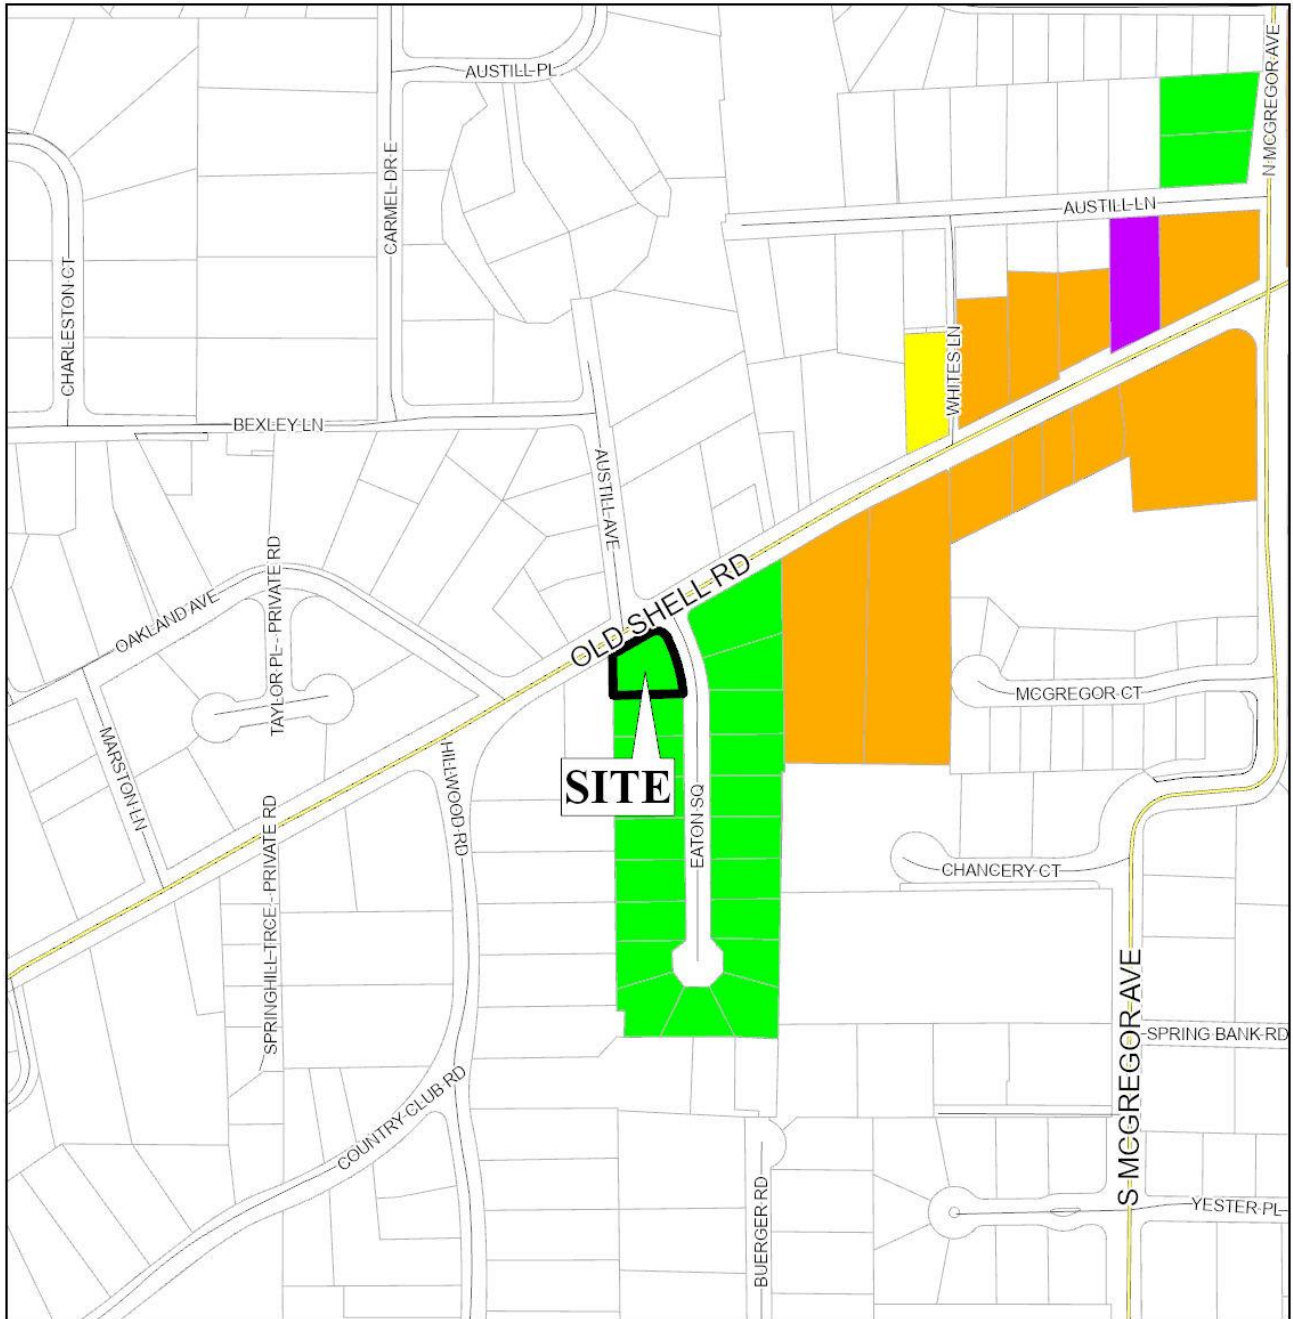 AUSTILL PL
N MCGREGOR AVE
CARMEL DR E
AUSTILL LN
CHARLESTON CT
WHITES LN
BEXLEY LN
AUSTILL AVE
OLD SHELL RD
OAKLAND AVE
TAYLOR PL - PRIVATE RD
MCGREGOR CT
MARSTON LN
HILLWOOD RD
SITE
EATON SQ
SPRINGHILL TRCE - PRIVATE RD
CHANCERY CT
S MCGREGOR AVE
SPRING BANK RD
COUNTRY CLUB RD
BUERGER RD
YESTER PL